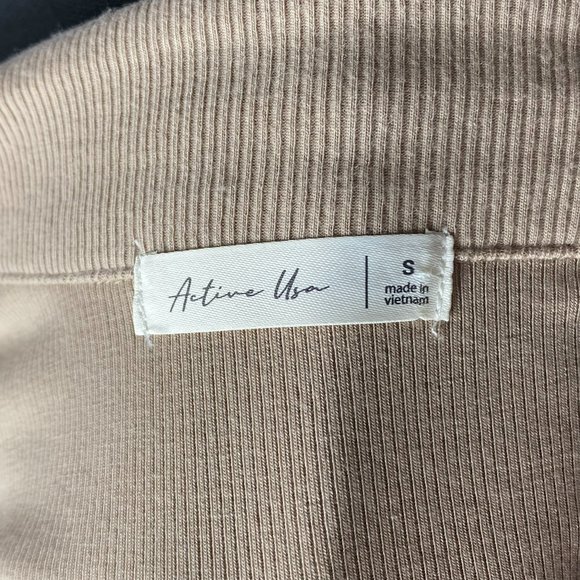 Active Usa
S
made in
vietnam